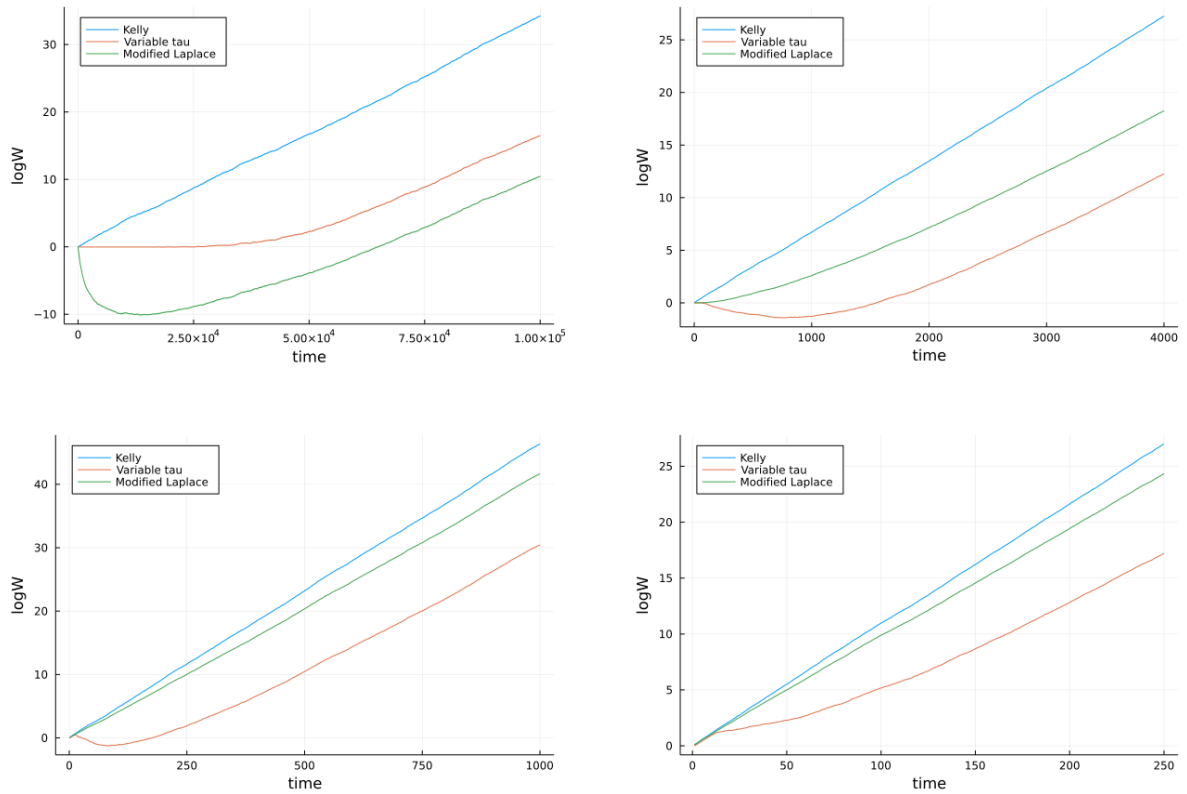 Kelly
Variable tau
Modified Laplace
30
20
10
0
−10
logW
0
2.50×10⁴
5.00×10⁴
7.50×10⁴
1.00×10⁵
time
Kelly
Variable tau
Modified Laplace
25
20
15
10
5
0
logW
0
1000
2000
3000
4000
time
Kelly
Variable tau
Modified Laplace
40
30
20
10
0
logW
0
250
500
750
1000
time
Kelly
Variable tau
Modified Laplace
25
20
15
10
5
0
logW
0
50
100
150
200
250
time